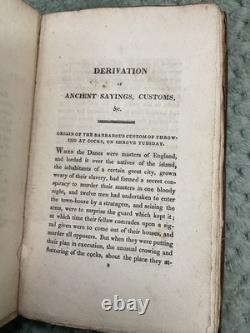 DERIVATION
OF
ANCIENT SAYINGS, CUSTOMS,
&c.
ORIGIN OF THE BARBAROUS CUSTOM OF THROW-
ING AT COCKS, ON SHROVE TUESDAY.
WHEN the Danes were masters of England,
and lorded it over the natives of the island,
the inhabitants of a certain great city, grown
weary of their slavery, had formed a secret con-
spiracy to murder their masters in one bloody
night, and twelve men had undertaken to enter
the town-house by a stratagem, and seizing the
arms, were to surprise the guard which kept it;
at which time their fellow comrades upon a sig-
nal given were to come out of their houses, and
murder all opposers. But when they were putting
their plan in execution, the unusual crowing and
fluttering of the cocks, about the place they at-